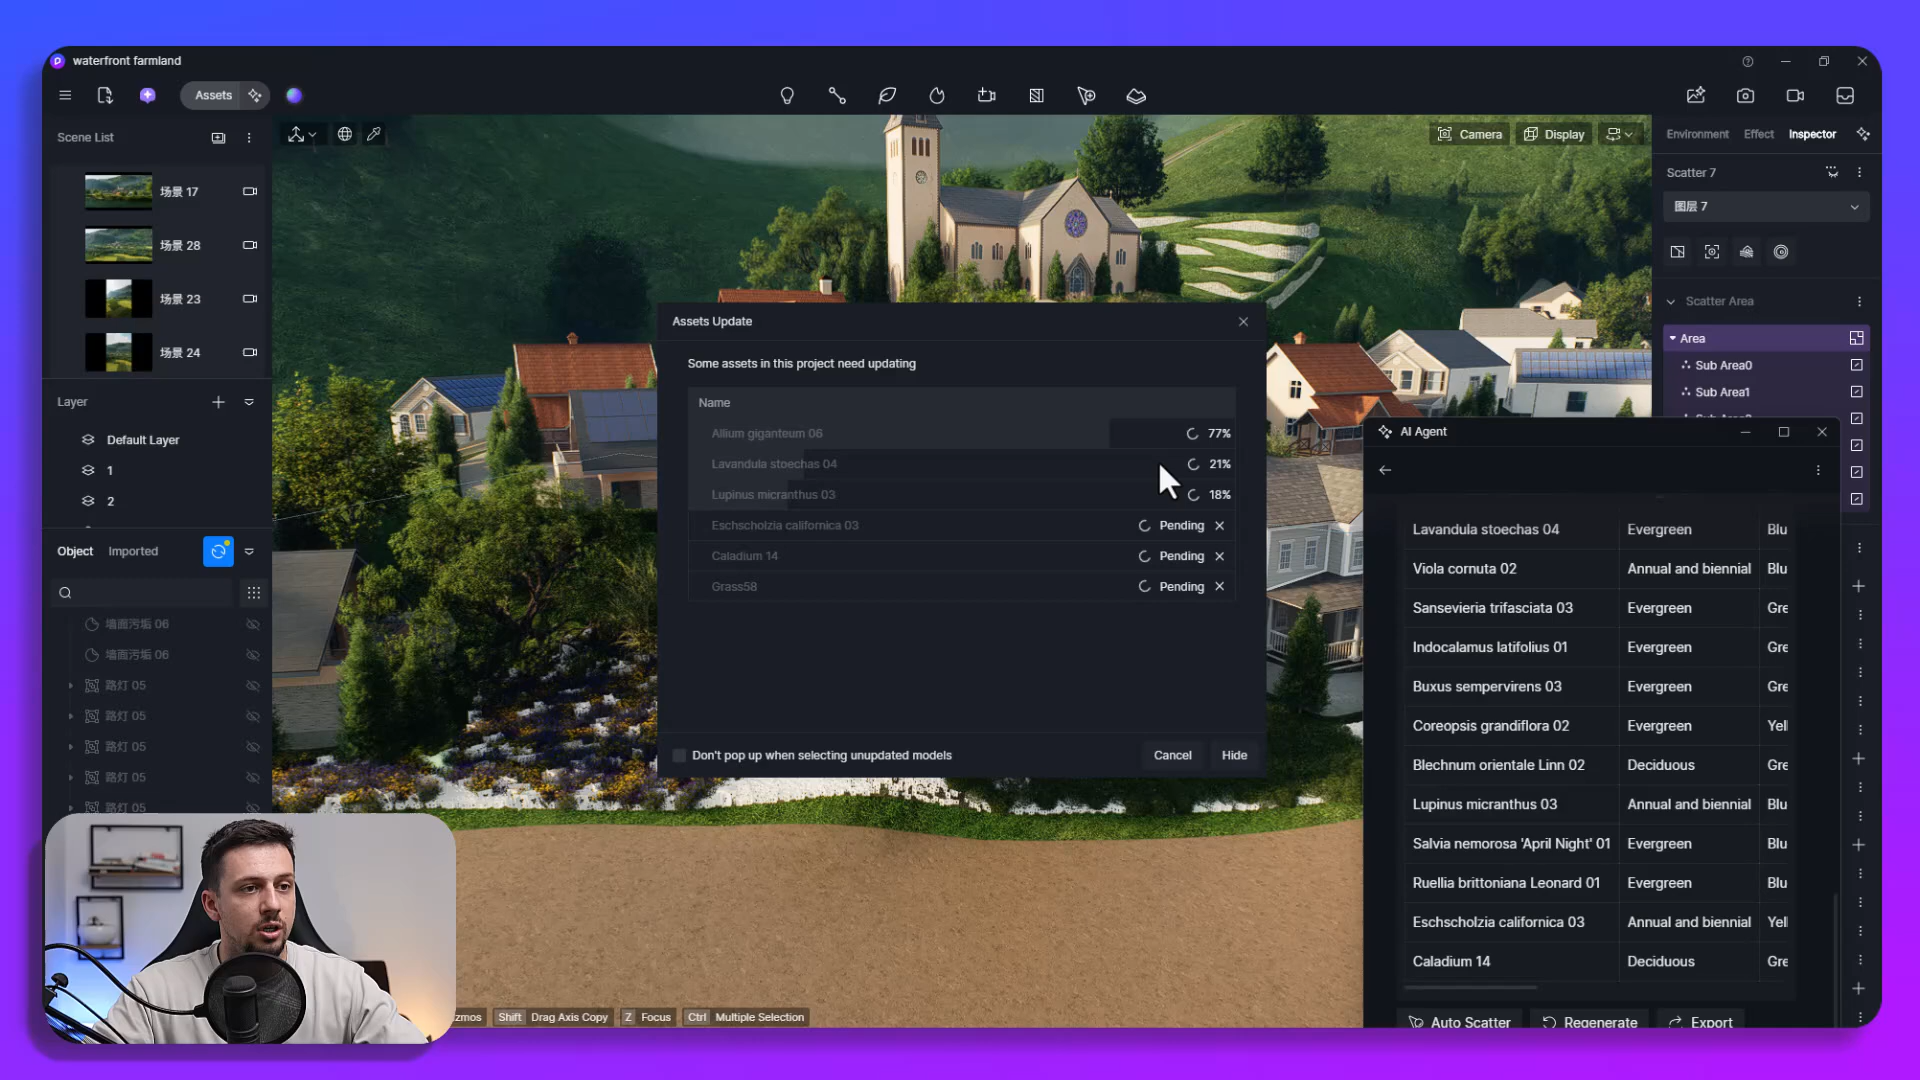 waterfront farmland
Assets
Scene List
场景 17
场景 28
场景 23
场景 24
Layer
Default Layer
1
2
Object
Imported
墙面污垢 06
墙面污垢 06
路灯 05
路灯 05
路灯 05
路灯 05
路灯 05
Camera
Display
Environment
Effect
Inspector
Scatter 7
图层 7
Scatter Area
Area
Sub Area0
Sub Area1
Assets Update
Some assets in this project need updating
Name
Allium giganteum 06
77%
Lavandula stoechas 04
21%
Lupinus micranthus 03
18%
Eschscholzia californica 03
Pending
Caladium 14
Pending
Grass58
Pending
Don't pop up when selecting unupdated models
Cancel
Hide
AI Agent
Lavandula stoechas 04 Evergreen Blu
Viola cornuta 02 Annual and biennial Blu
Sansevieria trifasciata 03 Evergreen Gre
Indocalamus latifolius 01 Evergreen Gre
Buxus sempervirens 03 Evergreen Gre
Coreopsis grandiflora 02 Evergreen Yel
Blechnum orientale Linn 02 Deciduous Gre
Lupinus micranthus 03 Annual and biennial Blu
Salvia nemorosa 'April Night' 01 Evergreen Blu
Ruellia brittoniana Leonard 01 Evergreen Blu
Eschscholzia californica 03 Annual and biennial Yel
Caladium 14 Deciduous Gre
Auto Scatter
Regenerate
Export
zmos
Shift Drag Axis Copy
Z Focus
Ctrl Multiple Selection